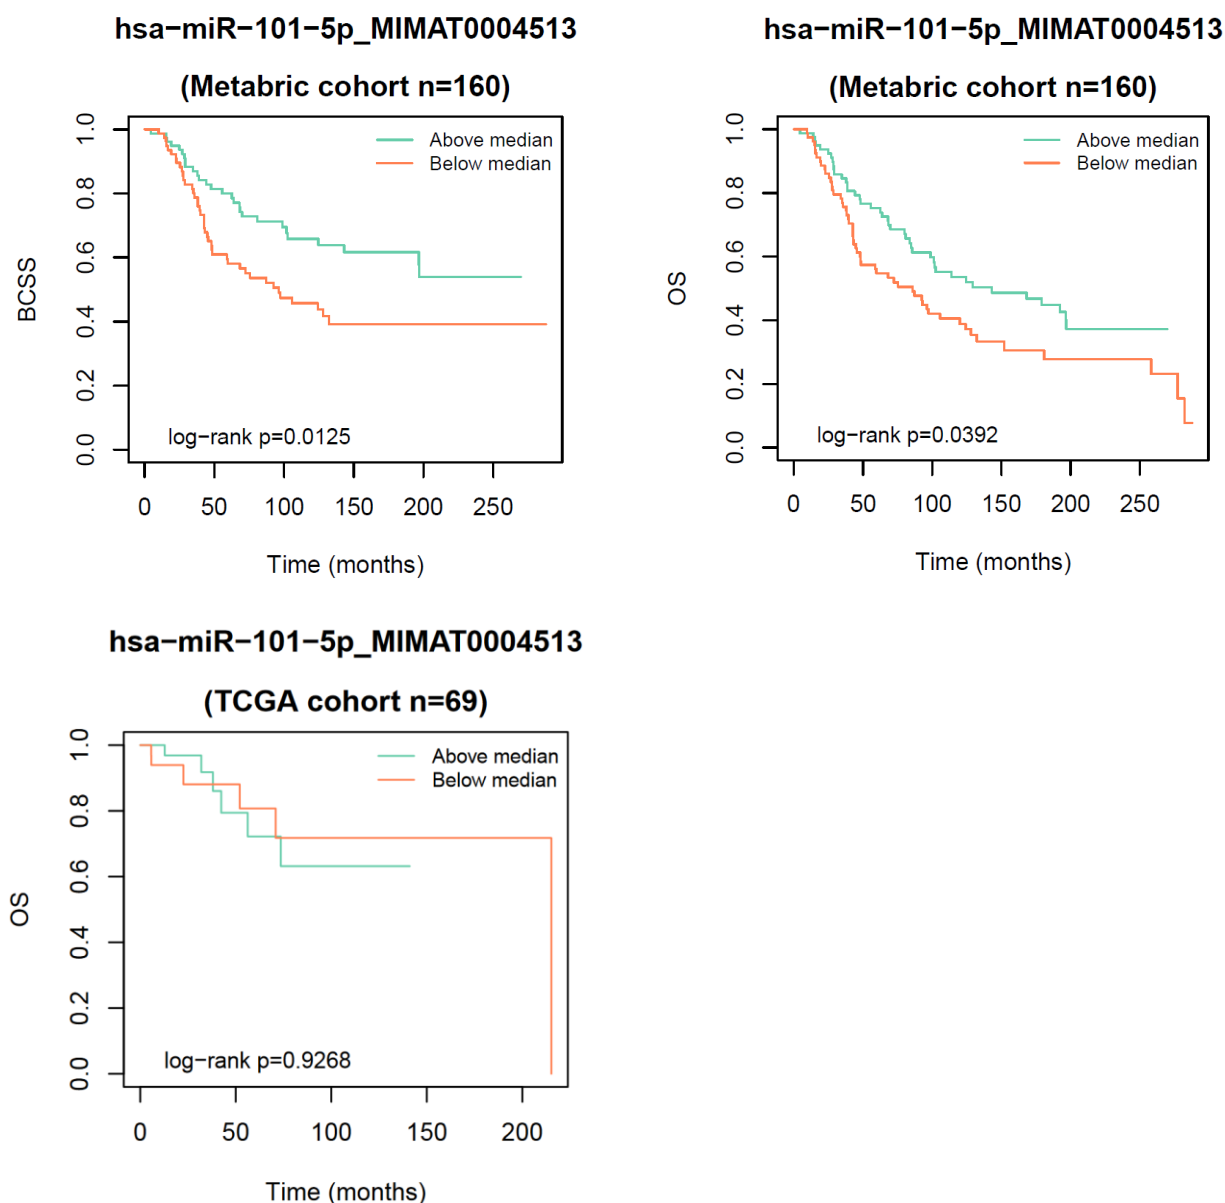 hsa−miR−101−5p_MIMAT0004513
(Metabric cohort n=160)
BCSS
1.0
0.8
0.6
0.4
0.2
0.0
Above median
Below median
log−rank p=0.0125
0 50 100 150 200 250
Time (months)
hsa−miR−101−5p_MIMAT0004513
(Metabric cohort n=160)
OS
1.0
0.8
0.6
0.4
0.2
0.0
Above median
Below median
log−rank p=0.0392
0 50 100 150 200 250
Time (months)
hsa−miR−101−5p_MIMAT0004513
(TCGA cohort n=69)
OS
1.0
0.8
0.6
0.4
0.2
0.0
Above median
Below median
log−rank p=0.9268
0 50 100 150 200
Time (months)